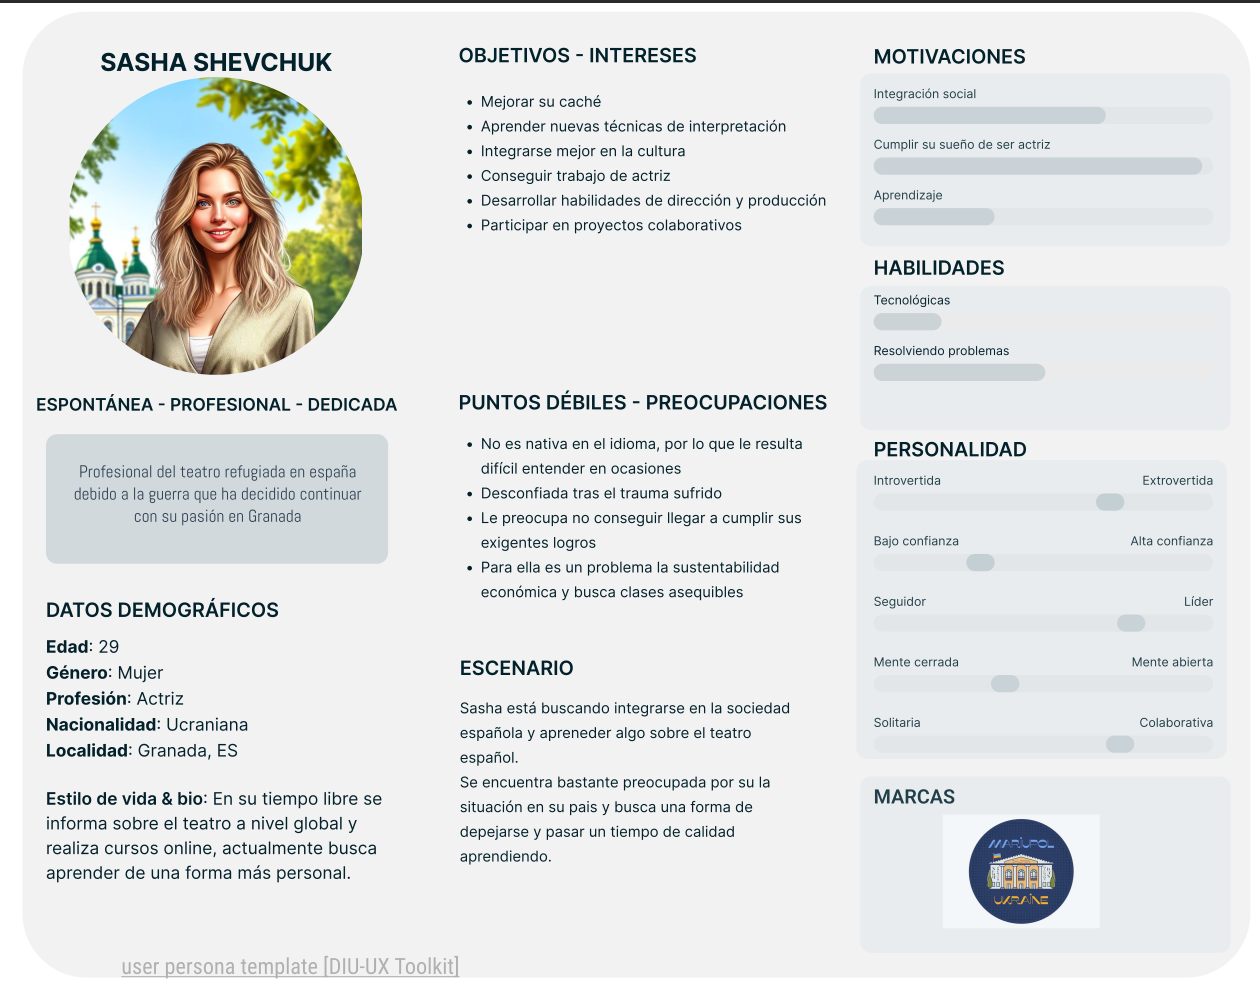 SASHA SHEVCHUK
ESPONTÁNEA - PROFESIONAL - DEDICADA
Profesional del teatro refugiada en españa
debido a la guerra que ha decidido continuar
con su pasión en Granada
DATOS DEMOGRÁFICOS
Edad: 29
Género: Mujer
Profesión: Actriz
Nacionalidad: Ucraniana
Localidad: Granada, ES
Estilo de vida & bio: En su tiempo libre se
informa sobre el teatro a nivel global y
realiza cursos online, actualmente busca
aprender de una forma más personal.
OBJETIVOS - INTERESES
• Mejorar su caché
• Aprender nuevas técnicas de interpretación
• Integrarse mejor en la cultura
• Conseguir trabajo de actriz
• Desarrollar habilidades de dirección y producción
• Participar en proyectos colaborativos
PUNTOS DÉBILES - PREOCUPACIONES
• No es nativa en el idioma, por lo que le resulta
difícil entender en ocasiones
• Desconfiada tras el trauma sufrido
• Le preocupa no conseguir llegar a cumplir sus
exigentes logros
• Para ella es un problema la sustentabilidad
económica y busca clases asequibles
ESCENARIO
Sasha está buscando integrarse en la sociedad
española y apreneder algo sobre el teatro
español.
Se encuentra bastante preocupada por su la
situación en su pais y busca una forma de
depejarse y pasar un tiempo de calidad
aprendiendo.
MOTIVACIONES
Integración social
Cumplir su sueño de ser actriz
Aprendizaje
HABILIDADES
Tecnológicas
Resolviendo problemas
PERSONALIDAD
Introvertida Extrovertida
Bajo confianza Alta confianza
Seguidor Líder
Mente cerrada Mente abierta
Solitaria Colaborativa
MARCAS
MARIUPOL
UKRAINE
user persona template [DIU-UX Toolkit]